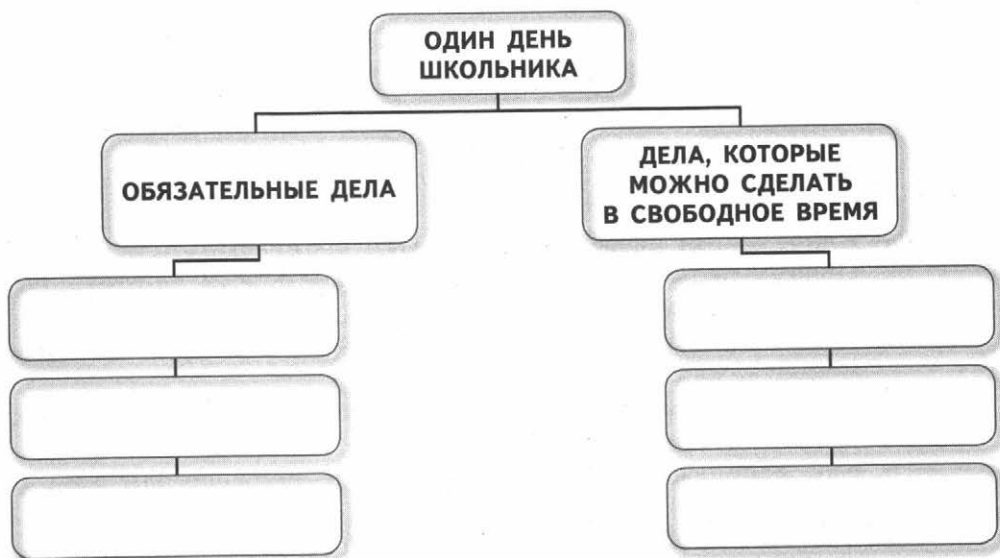 ОДИН ДЕНЬ
ШКОЛЬНИКА
ОБЯЗАТЕЛЬНЫЕ ДЕЛА
ДЕЛА, КОТОРЫЕ
МОЖНО СДЕЛАТЬ
В СВОБОДНОЕ ВРЕМЯ